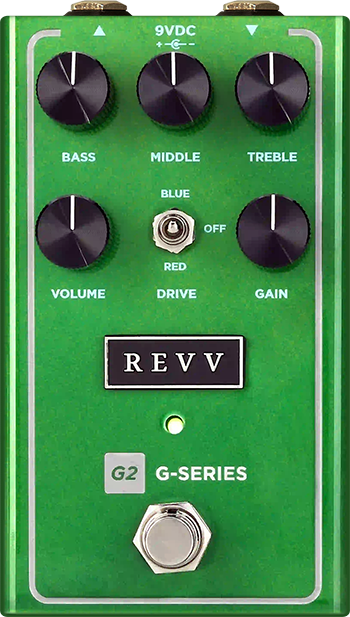 ▲ 9VDC ▼
+ -
BASS MIDDLE TREBLE
BLUE
OFF
RED
VOLUME DRIVE GAIN
REVV
G2 G-SERIES